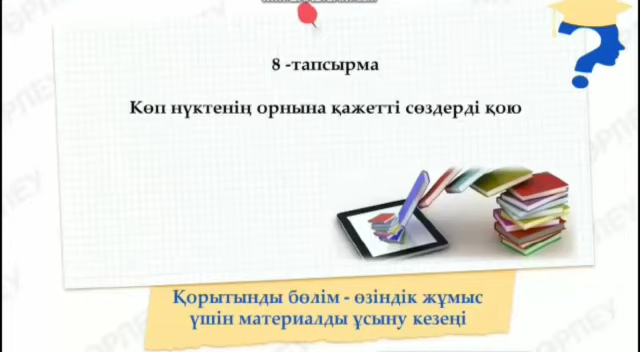 8 -тапсырма
Көп нүктенің орнына қажетті сөздерді қою
Қорытынды бөлім - өзіндік жұмыс
үшін материалды ұсыну кезеңі